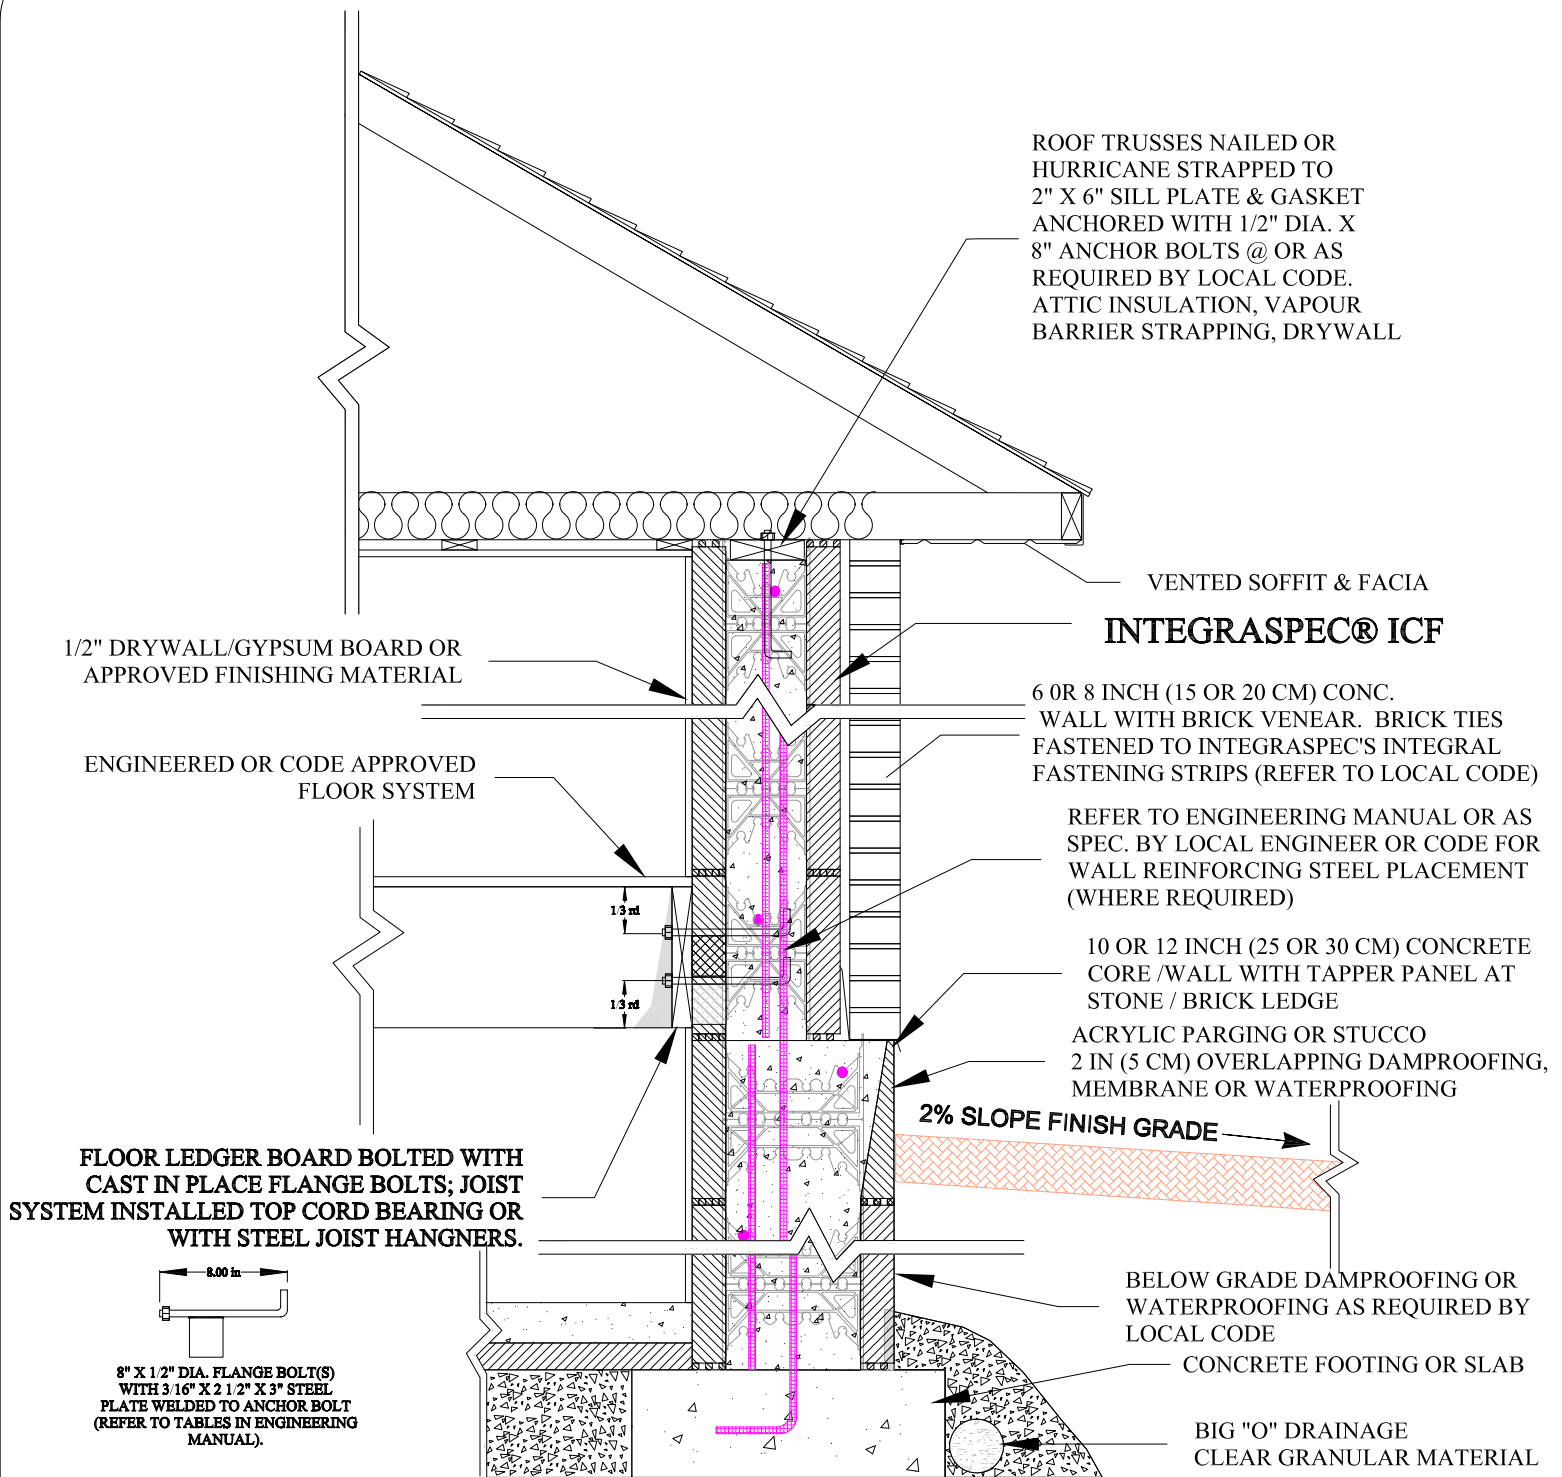 ROOF TRUSSES NAILED OR
HURRICANE STRAPPED TO
2" X 6" SILL PLATE & GASKET
ANCHORED WITH 1/2" DIA. X
8" ANCHOR BOLTS @ OR AS
REQUIRED BY LOCAL CODE.
ATTIC INSULATION, VAPOUR
BARRIER STRAPPING, DRYWALL
VENTED SOFFIT & FACIA
INTEGRASPEC® ICF
1/2" DRYWALL/GYPSUM BOARD OR
APPROVED FINISHING MATERIAL
6 0R 8 INCH (15 OR 20 CM) CONC.
WALL WITH BRICK VENEAR. BRICK TIES
FASTENED TO INTEGRASPEC'S INTEGRAL
FASTENING STRIPS (REFER TO LOCAL CODE)
ENGINEERED OR CODE APPROVED
FLOOR SYSTEM
REFER TO ENGINEERING MANUAL OR AS
SPEC. BY LOCAL ENGINEER OR CODE FOR
WALL REINFORCING STEEL PLACEMENT
(WHERE REQUIRED)
1/3 rd
1/3 rd
10 OR 12 INCH (25 OR 30 CM) CONCRETE
CORE /WALL WITH TAPPER PANEL AT
STONE / BRICK LEDGE
ACRYLIC PARGING OR STUCCO
2 IN (5 CM) OVERLAPPING DAMPROOFING,
MEMBRANE OR WATERPROOFING
2% SLOPE FINISH GRADE
FLOOR LEDGER BOARD BOLTED WITH
CAST IN PLACE FLANGE BOLTS; JOIST
SYSTEM INSTALLED TOP CORD BEARING OR
WITH STEEL JOIST HANGNERS.
8.00 in
8" X 1/2" DIA. FLANGE BOLT(S)
WITH 3/16" X 2 1/2" X 3" STEEL
PLATE WELDED TO ANCHOR BOLT
(REFER TO TABLES IN ENGINEERING
MANUAL).
BELOW GRADE DAMPROOFING OR
WATERPROOFING AS REQUIRED BY
LOCAL CODE
CONCRETE FOOTING OR SLAB
BIG "O" DRAINAGE
CLEAR GRANULAR MATERIAL